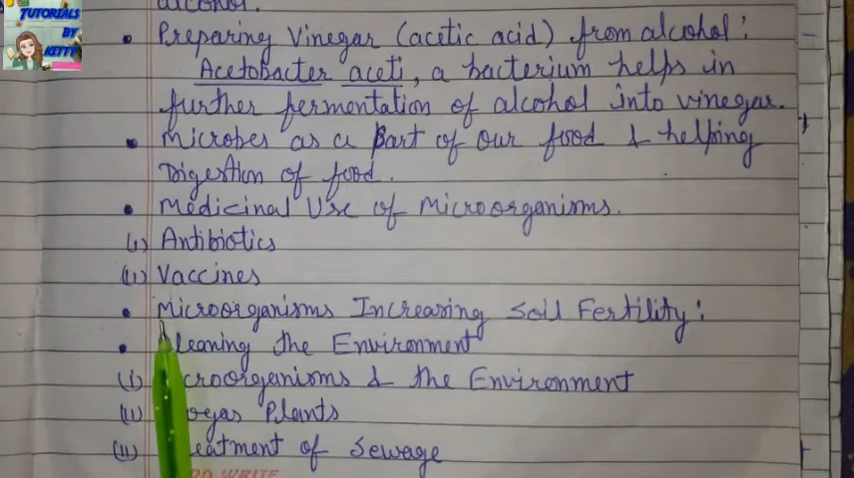 alcohol.
TUTORIALS
BY
KITTY
• Preparing Vinegar (acetic acid) from alcohol:
Acetobacter aceti, a bacterium helps in
further fermentation of alcohol into vinegar.
• Microbes as a Part of our food & helping
Digestion of food.
• Medicinal Use of Microorganisms.
(i) Antibiotics
(ii) Vaccines
• Microorganisms Increasing Soil Fertility:
• leaning the Environment
(i) croorganisms & the Environment
(ii) ogas Plants
(iii) eatment of Sewage
WRITE